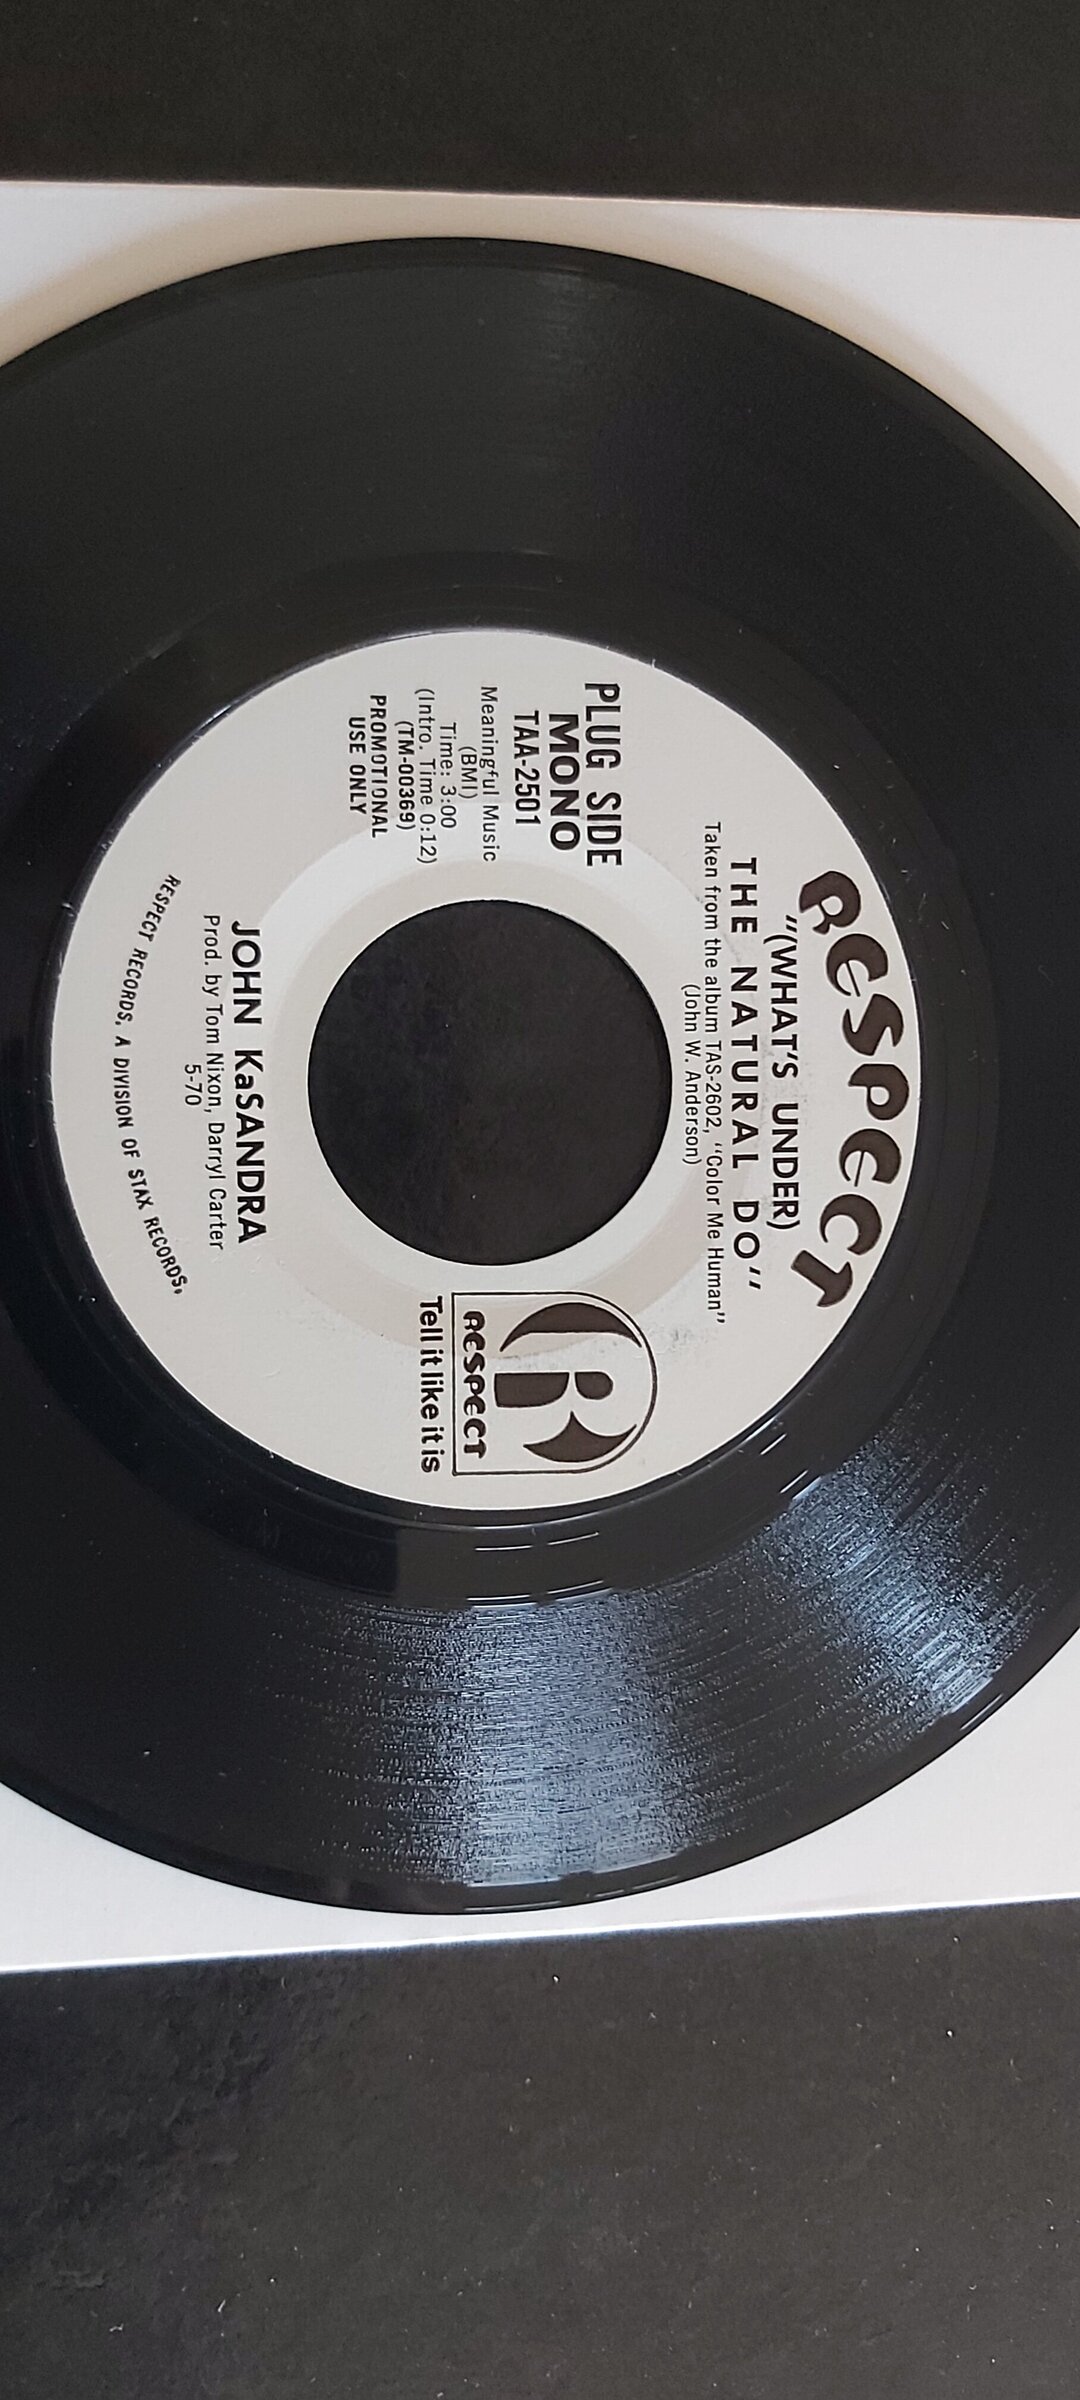 RESPECT
"(WHAT'S UNDER)
THE NATURAL DO"
Taken from the album TAS-2602, "Color Me Human"
(John W. Anderson)
PLUG SIDE
MONO
TAA-2501
Meaningful Music
(BMI)
Time: 3:00
(Intro. Time 0:12)
(TM-00369)
PROMOTIONAL
USE ONLY
R
RESPECT
Tell it like it is
JOHN KaSANDRA
Prod. by Tom Nixon, Darryl Carter
5-70
RESPECT RECORDS, A DIVISION OF STAX RECORDS,